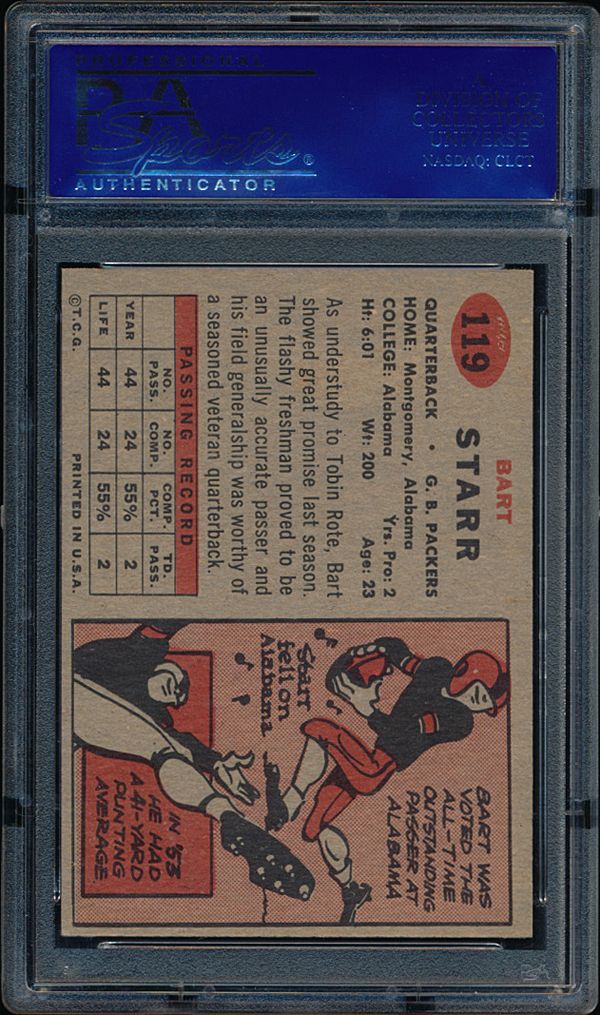 PROFESSIONAL
PSA
Sports®
AUTHENTICATOR
A
DIVISION OF
COLLECTORS
UNIVERSE
NASDAQ: CLCT
119
BART
STARR
QUARTERBACK • G. B. PACKERS
HOME: Montgomery, Alabama
COLLEGE: Alabama Yrs. Pro: 2
Ht: 6:01 Wt: 200 Age: 23
As understudy to Tobin Rote, Bart
showed great promise last season.
The flashy freshman proved to be
an unusually accurate passer and
his field generalship was worthy of
a seasoned veteran quarterback.
PASSING RECORD
NO. PASS. NO. COMP. COMP. PCT. TD. PASS.
YEAR 44 24 55% 2
LIFE 44 24 55% 2
©T.C.G. PRINTED IN U.S.A.
BART WAS
VOTED THE
ALL-TIME
OUTSTANDING
PASSER AT
ALABAMA
Starr
fell on
Alabama
IN '53
HE HAD
A 41-YARD
PUNTING
AVERAGE.
PSA